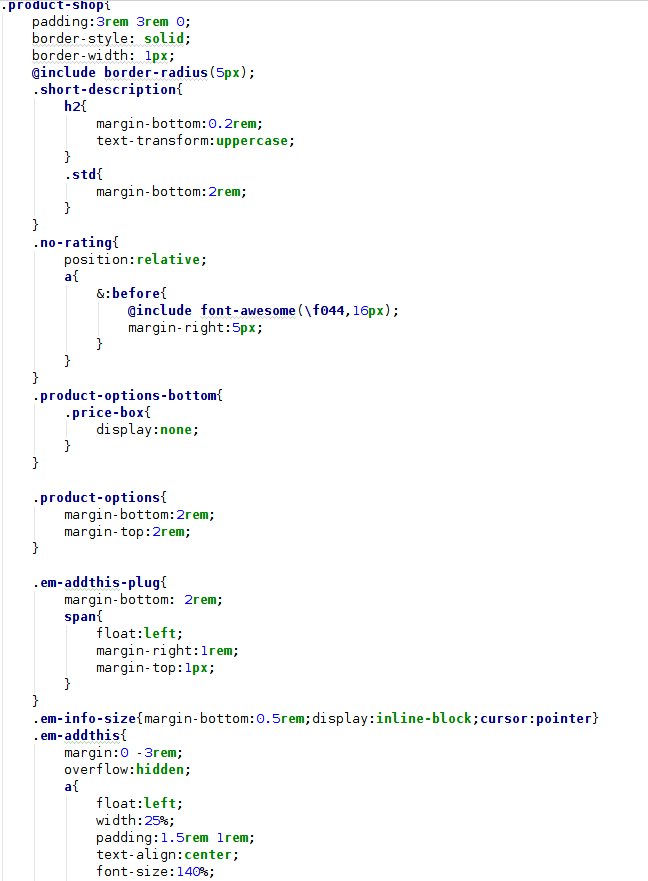 .product-shop{
    padding:3rem 3rem 0;
    border-style: solid;
    border-width: 1px;
    @include border-radius(5px);
    .short-description{
        h2{
            margin-bottom:0.2rem;
            text-transform:uppercase;
        }
        .std{
            margin-bottom:2rem;
        }
    }
    .no-rating{
        position:relative;
        a{
            &:before{
                @include font-awesome(\f044,16px);
                margin-right:5px;
            }
        }
    }
    .product-options-bottom{
        .price-box{
            display:none;
        }
    }

    .product-options{
        margin-bottom:2rem;
        margin-top:2rem;
    }

    .em-addthis-plug{
        margin-bottom: 2rem;
        span{
            float:left;
            margin-right:1rem;
            margin-top:1px;
        }
    }
    .em-info-size{margin-bottom:0.5rem;display:inline-block;cursor:pointer}
    .em-addthis{
        margin:0 -3rem;
        overflow:hidden;
        a{
            float:left;
            width:25%;
            padding:1.5rem 1rem;
            text-align:center;
            font-size:140%;